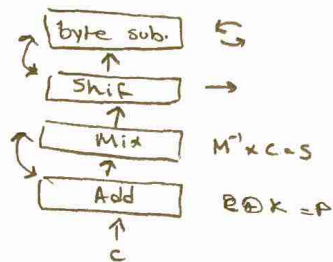 byte sub.
Shif
Mix
M⁻¹ x C = S
Add
⊕ K = P
C